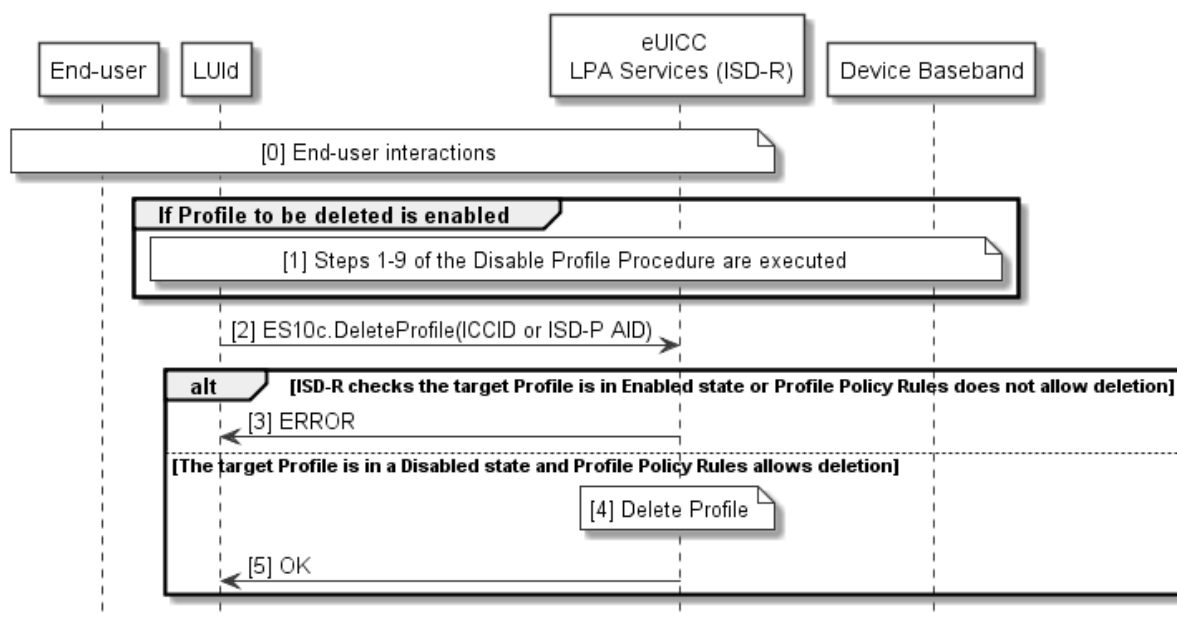 End-user
LUId
eUICC
LPA Services (ISD-R)
Device Baseband
[0] End-user interactions
If Profile to be deleted is enabled
[1] Steps 1-9 of the Disable Profile Procedure are executed
[2] ES10c.DeleteProfile(ICCID or ISD-P AID)
alt [ISD-R checks the target Profile is in Enabled state or Profile Policy Rules does not allow deletion]
[3] ERROR
[The target Profile is in a Disabled state and Profile Policy Rules allows deletion]
[4] Delete Profile
[5] OK